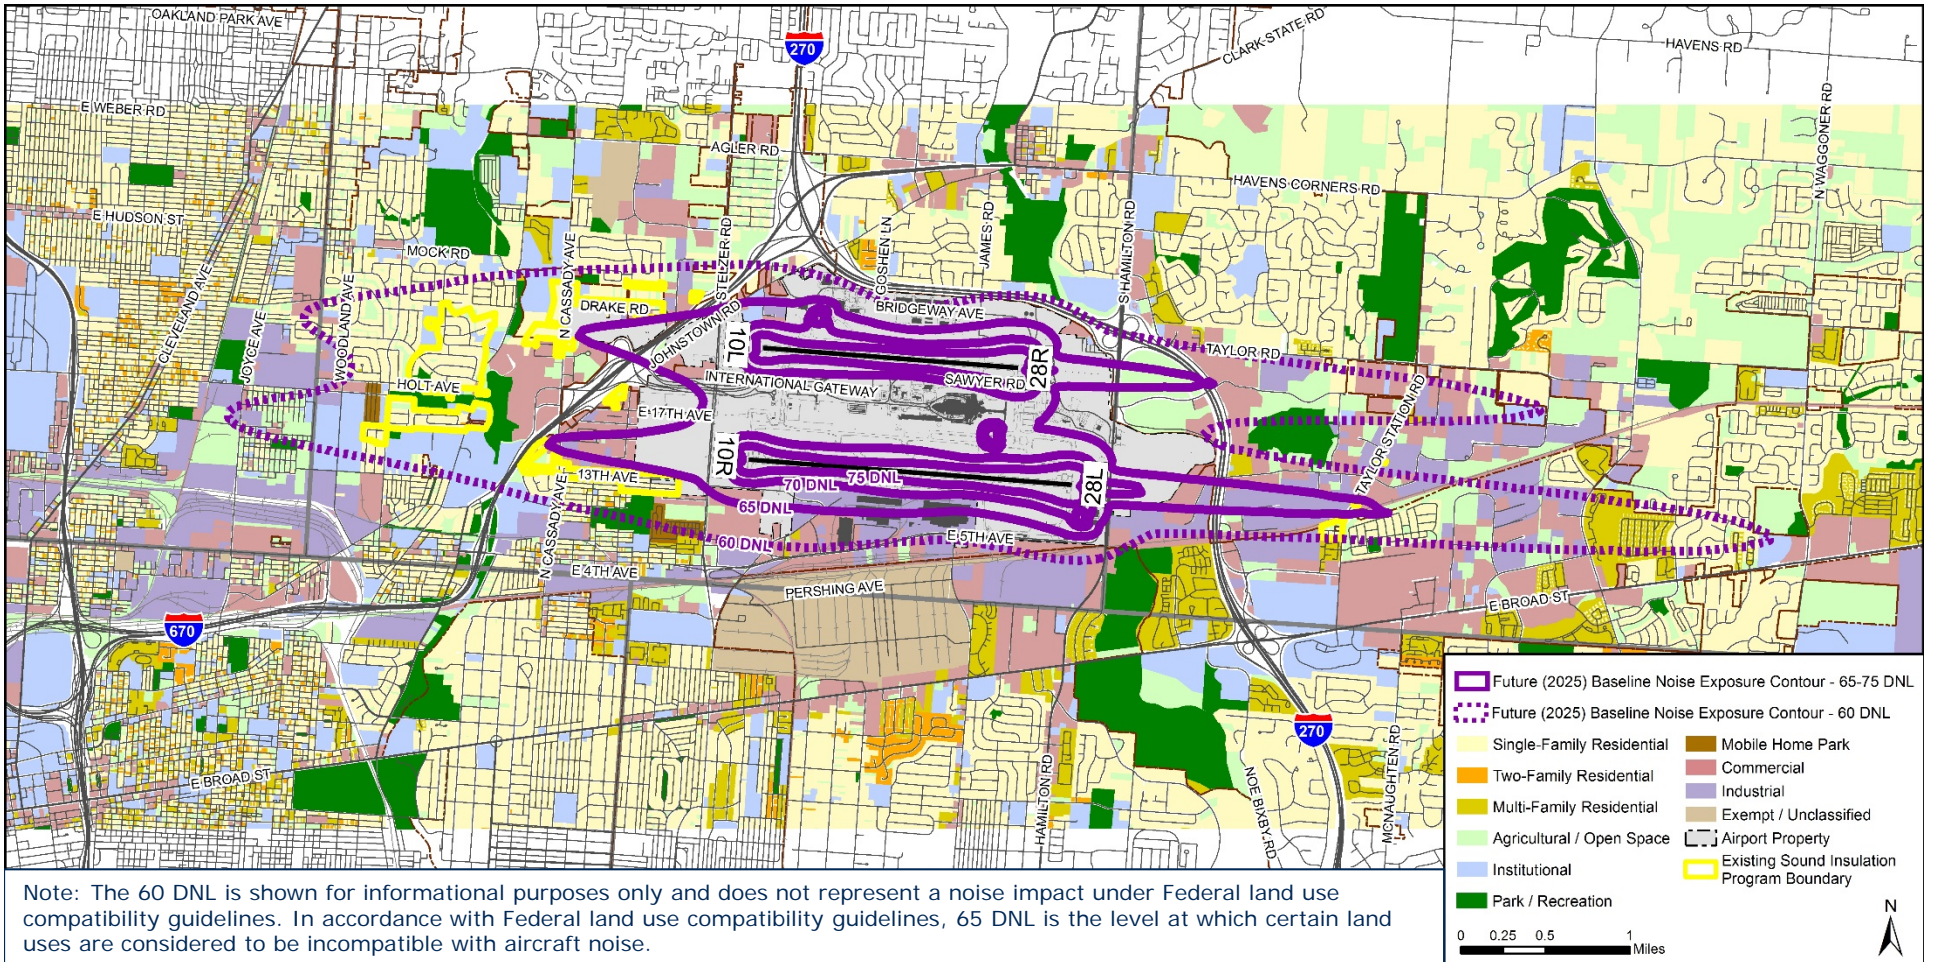 OAKLAND PARK AVE
270
CLARK STATE RD
HAVENS RD
E WEBER RD
N WAGGONER RD
AGLER RD
HAVENS CORNERS RD
E HUDSON ST
MOCK RD
N CASSADY AVE
STELZER RD
GOSHEN LN
JAMES RD
S HAMILTON RD
CLEVELAND AVE
JOYCE AVE
WOODLAND AVE
DRAKE RD
JOHNSTOWN RD
BRIDGEWAY AVE
10L
28R
TAYLOR RD
HOLT AVE
INTERNATIONAL GATEWAY
SAWYER RD
E 17TH AVE
TAYLOR STATION RD
10R
28L
13TH AVE
70 DNL
75 DNL
65 DNL
60 DNL
E 5TH AVE
N CASSADY AVE
E 4TH AVE
PERSHING AVE
E BROAD ST
670
E BROAD ST
HAMILTON RD
NOE BIXBY RD
270
MCNAUGHTEN RD
Future (2025) Baseline Noise Exposure Contour - 65-75 DNL
Future (2025) Baseline Noise Exposure Contour - 60 DNL
Single-Family Residential
Two-Family Residential
Multi-Family Residential
Agricultural / Open Space
Institutional
Park / Recreation
Mobile Home Park
Commercial
Industrial
Exempt / Unclassified
Airport Property
Existing Sound Insulation
Program Boundary
N
0 0.25 0.5 1
Miles
Note: The 60 DNL is shown for informational purposes only and does not represent a noise impact under Federal land use
compatibility guidelines. In accordance with Federal land use compatibility guidelines, 65 DNL is the level at which certain land
uses are considered to be incompatible with aircraft noise.